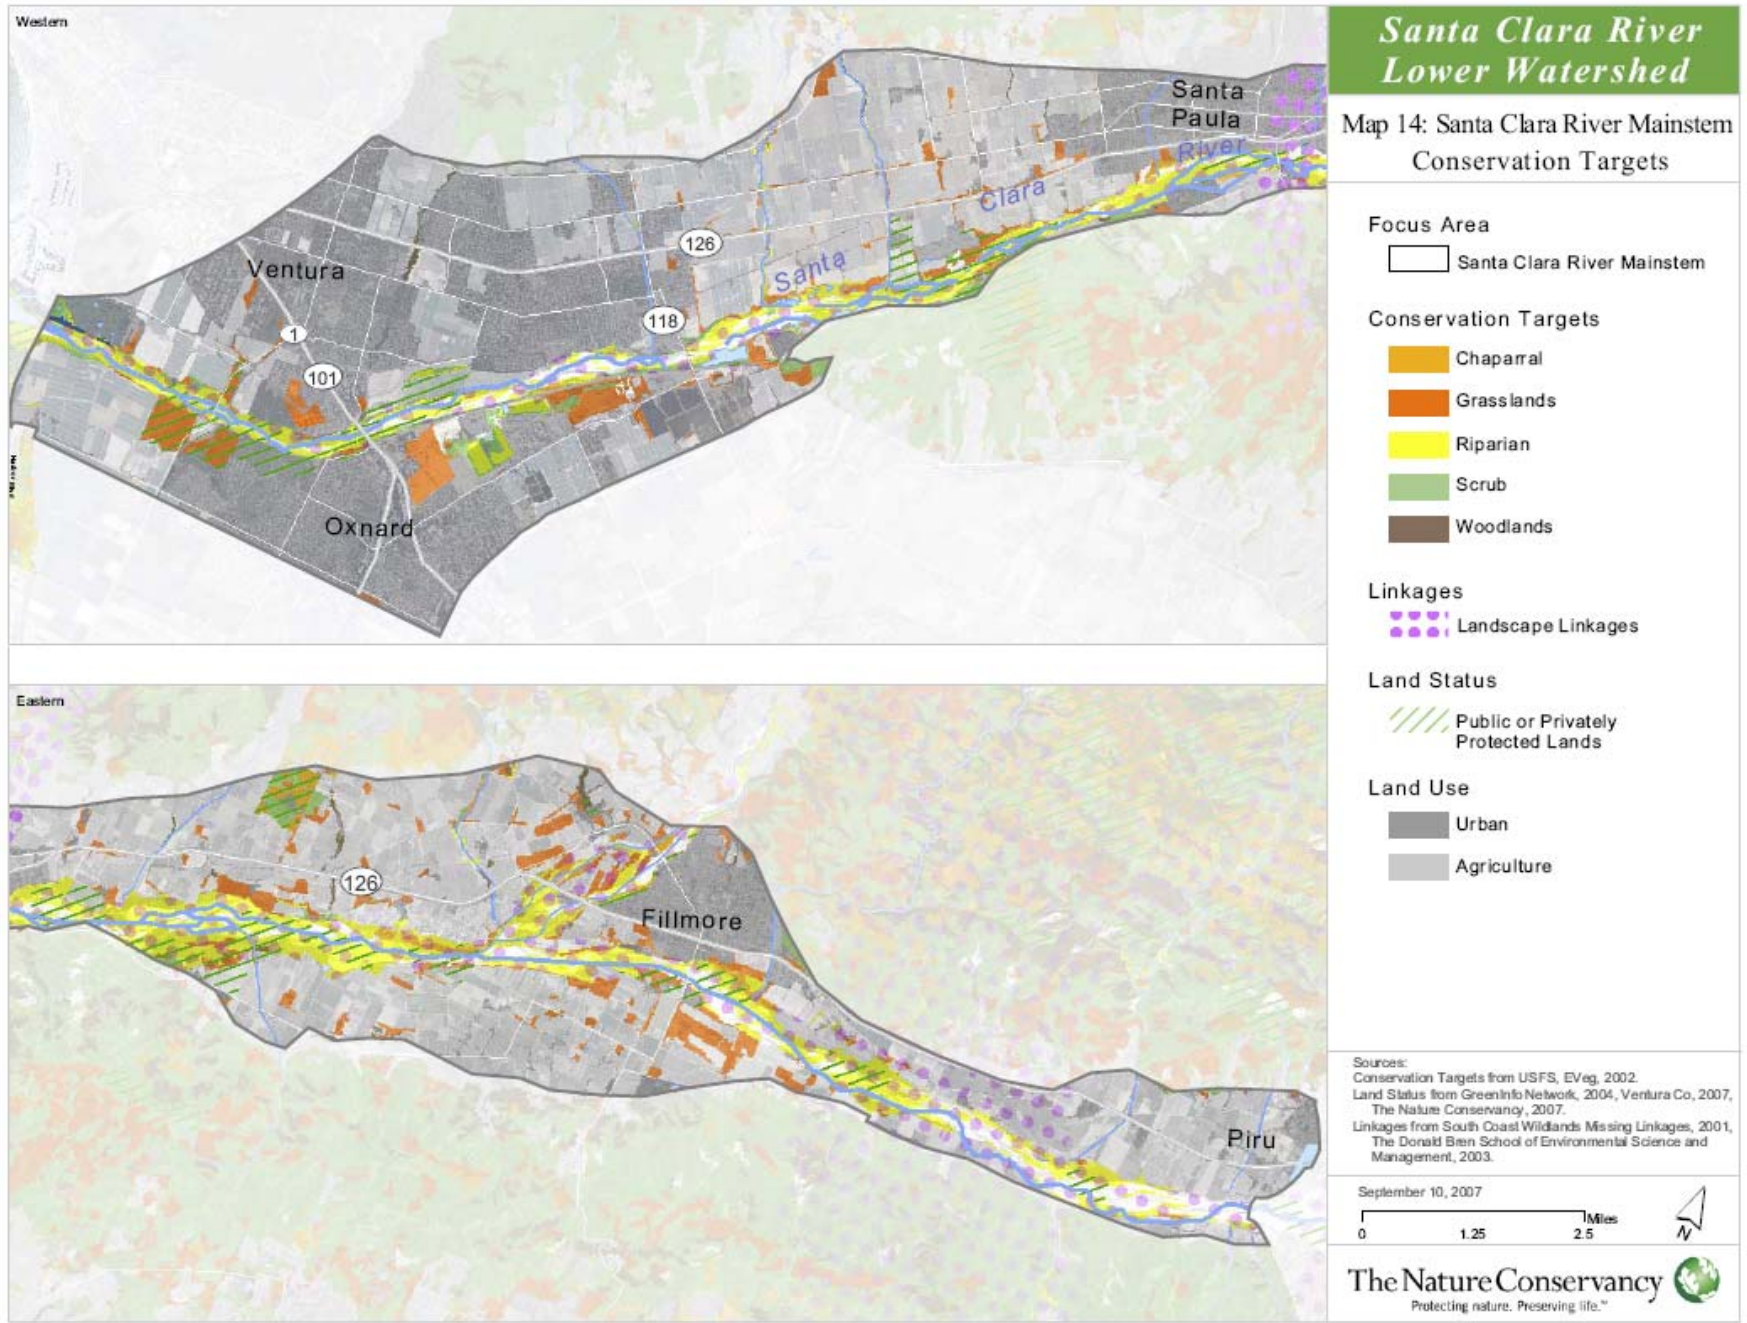 Western
Santa
Paula
River
Clara
126
Santa
Ventura
118
1
101
Oxnard
Eastern
126
Fillmore
Piru
Santa Clara River
Lower Watershed
Map 14: Santa Clara River Mainstem
Conservation Targets
Focus Area
Santa Clara River Mainstem
Conservation Targets
Chaparral
Grasslands
Riparian
Scrub
Woodlands
Linkages
Landscape Linkages
Land Status
Public or Privately
Protected Lands
Land Use
Urban
Agriculture
Sources:
Conservation Targets from USFS, EVeg, 2002.
Land Status from GreenInfo Network, 2004, Ventura Co, 2007,
The Nature Conservancy, 2007.
Linkages from South Coast Wildlands Missing Linkages, 2001,
The Donald Bren School of Environmental Science and
Management, 2003.
September 10, 2007
Miles
0 1.25 2.5
N
The Nature Conservancy
Protecting nature. Preserving life.™